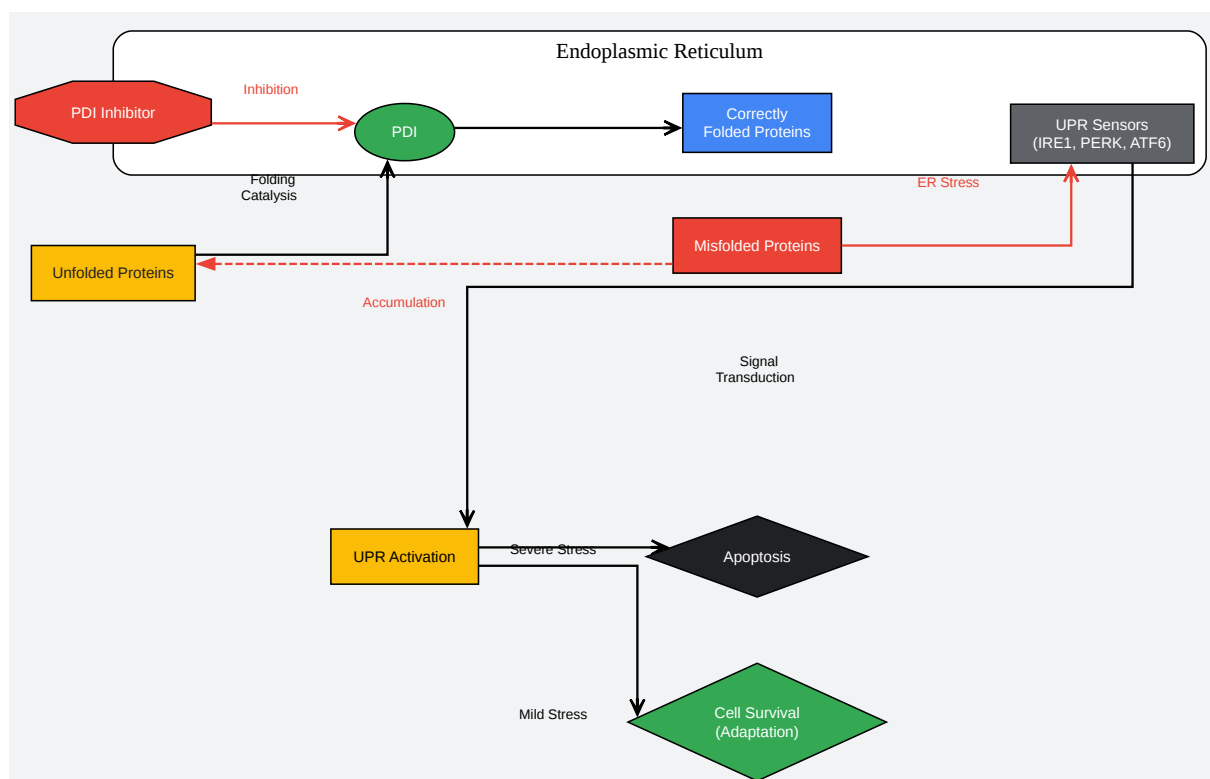 Endoplasmic Reticulum
Inhibition
PDI Inhibitor
PDI
Correctly
Folded Proteins
UPR Sensors
(IRE1, PERK, ATF6)
Folding
Catalysis
ER Stress
Unfolded Proteins
Misfolded Proteins
Accumulation
Signal
Transduction
UPR Activation
Severe Stress
Apoptosis
Mild Stress
Cell Survival
(Adaptation)